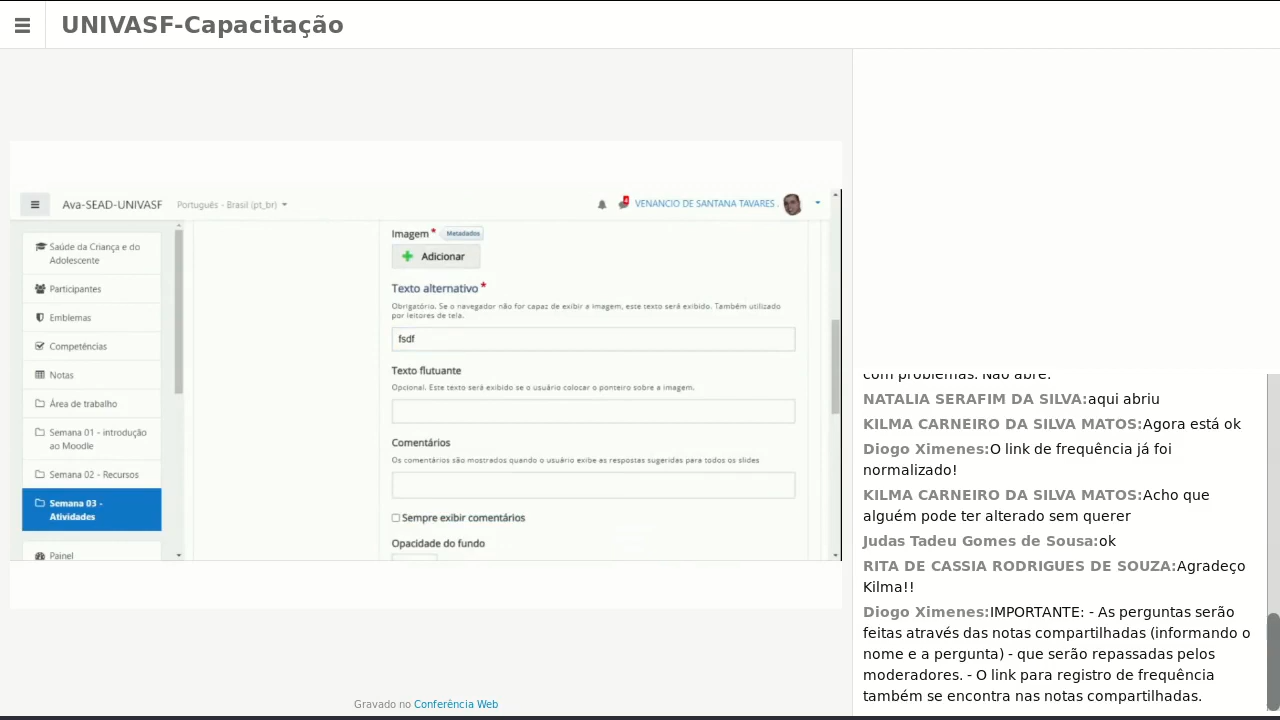 UNIVASF-Capacitação
Ava-SEAD-UNIVASF
Português - Brasil (pt_br)
VENANCIO DE SANTANA TAVARES .
Saúde da Criança e do
Adolescente
Participantes
Emblemas
Competências
Notas
Área de trabalho
Semana 01 - introdução
ao Moodle
Semana 02 - Recursos
Semana 03 -
Atividades
Painel
Imagem * Metadados
Adicionar
Texto alternativo *
Obrigatório. Se o navegador não for capaz de exibir a imagem, este texto será exibido. Também utilizado
por leitores de tela.
fsdf
Texto flutuante
Opcional. Este texto será exibido se o usuário colocar o ponteiro sobre a imagem.
Comentários
Os comentários são mostrados quando o usuário exibe as respostas sugeridas para todos os slides
Sempre exibir comentários
Opacidade do fundo
Gravado no Conferência Web
com problemas. Não abre.
NATALIA SERAFIM DA SILVA:aqui abriu
KILMA CARNEIRO DA SILVA MATOS:Agora está ok
Diogo Ximenes:O link de frequência já foi
normalizado!
KILMA CARNEIRO DA SILVA MATOS:Acho que
alguém pode ter alterado sem querer
Judas Tadeu Gomes de Sousa:ok
RITA DE CASSIA RODRIGUES DE SOUZA:Agradeço
Kilma!!
Diogo Ximenes:IMPORTANTE: - As perguntas serão
feitas através das notas compartilhadas (informando o
nome e a pergunta) - que serão repassadas pelos
moderadores. - O link para registro de frequência
também se encontra nas notas compartilhadas.